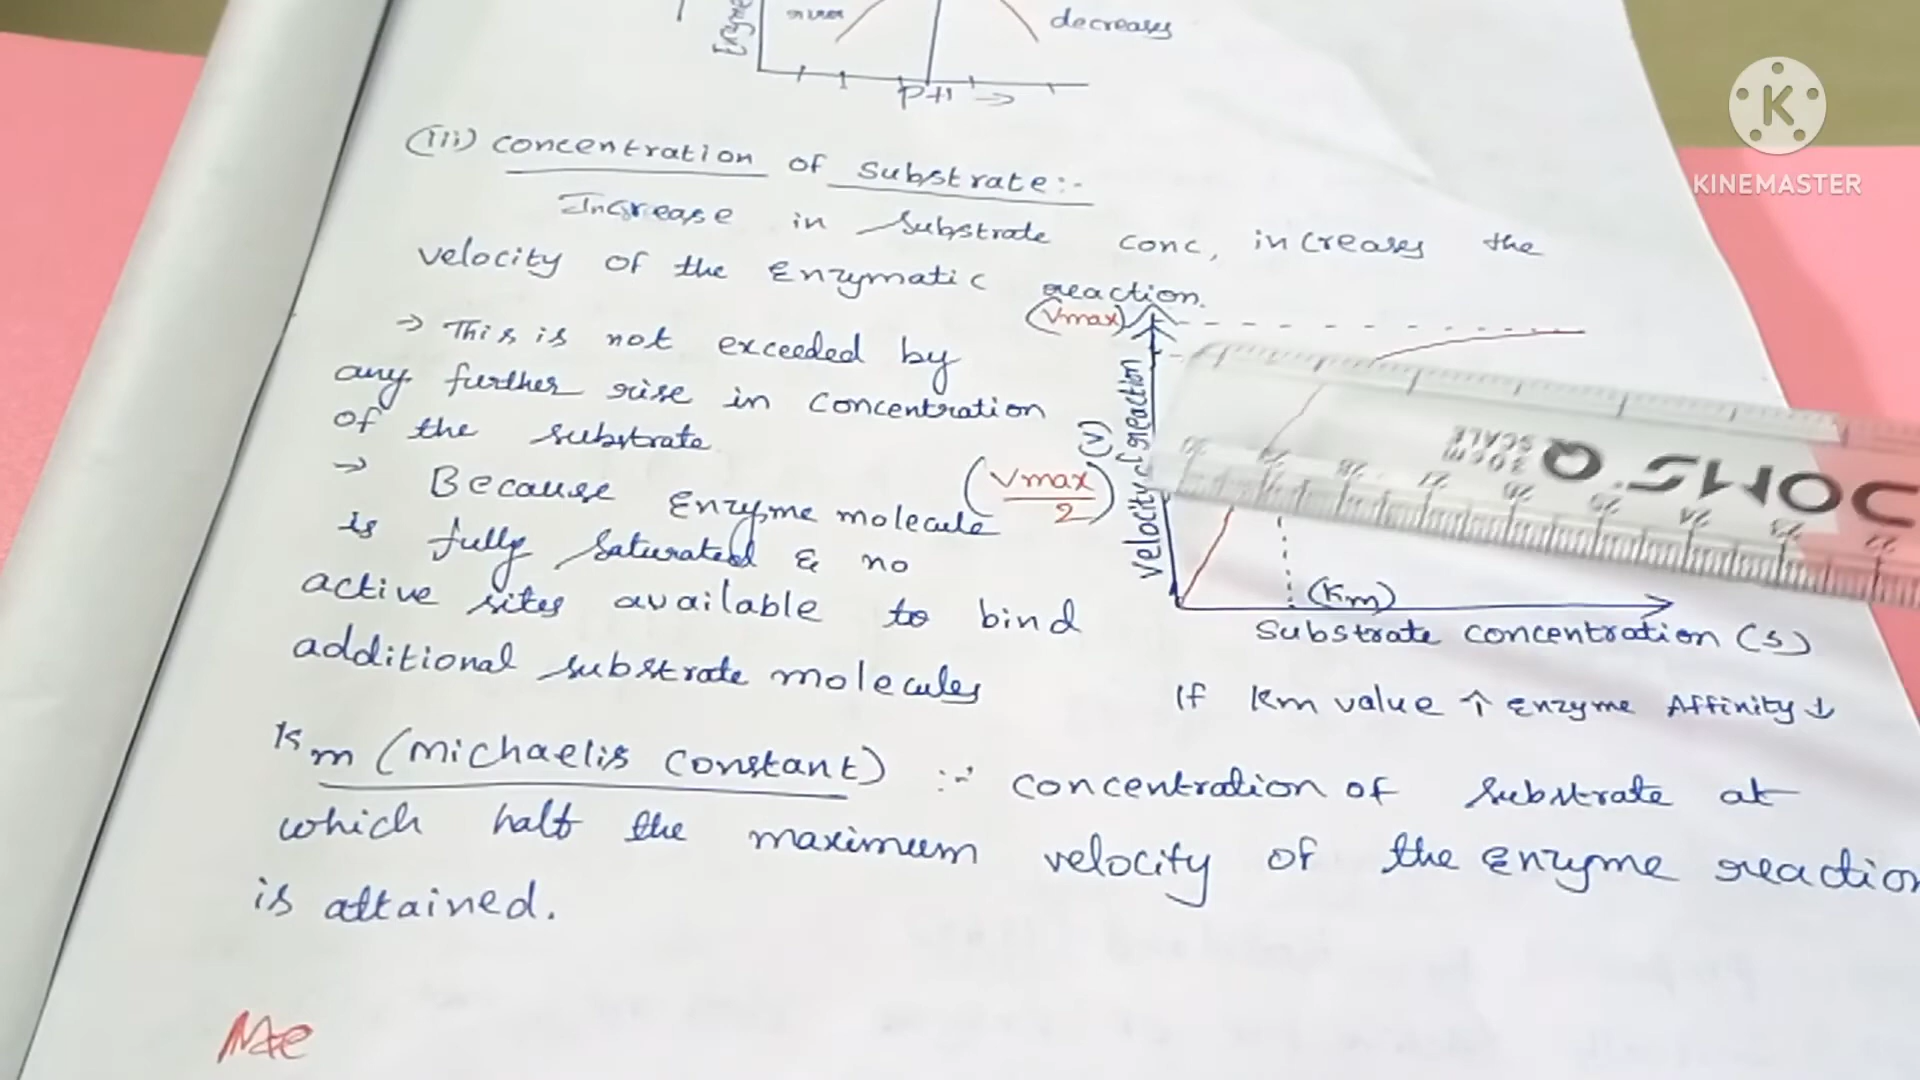 decreases
pH →
KINEMASTER
(iii) Concentration of Substrate:-
Increase in Substrate conc, increases the
velocity of the Enzymatic reaction.
→ This is not exceeded by
any further rise in concentration
of the substrate
→ Because Enzyme molecule
is fully saturated & no
active sites available to bind
additional substrate molecules
(Vmax)
(Vmax/2)
Velocity of reaction (V)
(Km)
Substrate concentration (S)
If Km value ↑ Enzyme Affinity ↓
Km (Michaelis Constant) :- Concentration of Substrate at
which half the maximum velocity of the Enzyme reaction
is attained.
30cm
SCALE